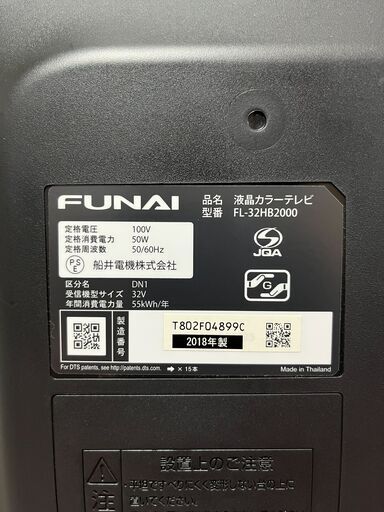 FUNAI
品名 液晶カラーテレビ
型番 FL-32HB2000
定格電圧 100V
定格消費電力 50W
定格周波数 50/60Hz
PSE 船井電機株式会社
JQA
区分名 DN1
受信機型サイズ 32V
年間消費電力量 55kWh/年
G
製造番号
T802F04899C
2018年製
For DTS patents, see http://patents.dts.com.
➔ × 15本
Made in Thailand
設置上のご注意
注